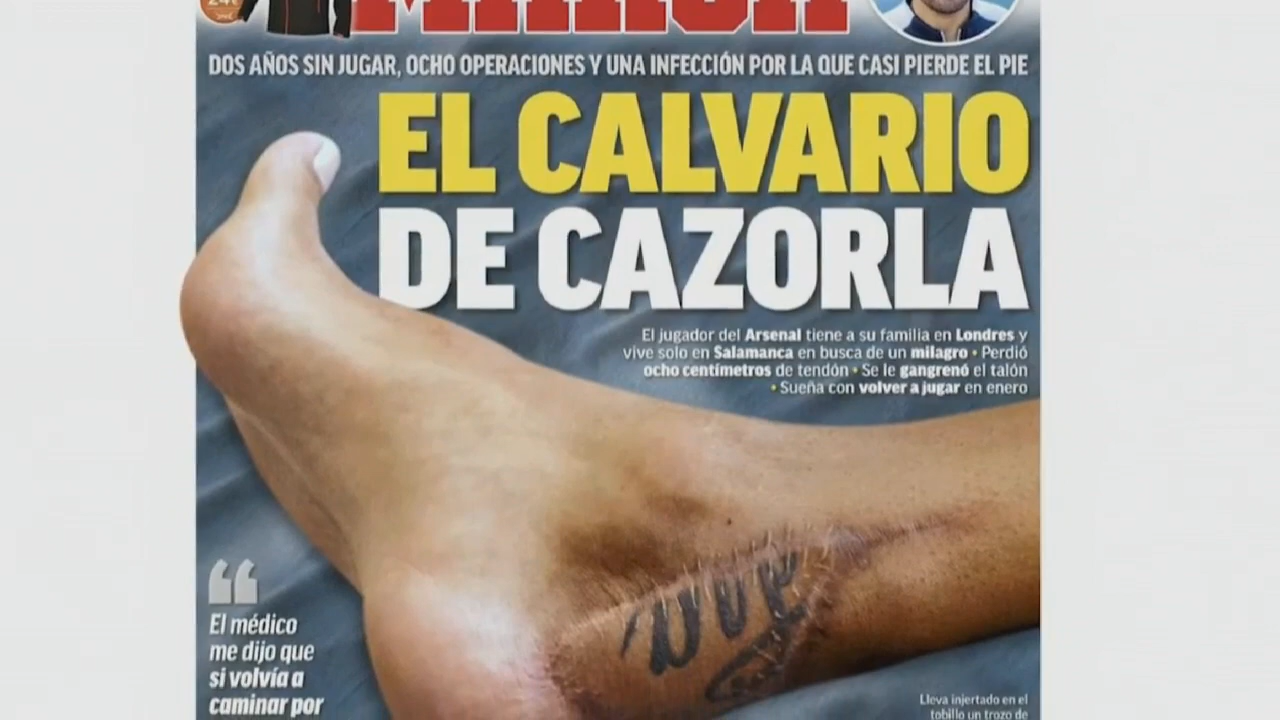 24€
MARCA
DOS AÑOS SIN JUGAR, OCHO OPERACIONES Y UNA INFECCIÓN POR LA QUE CASI PIERDE EL PIE
EL CALVARIO
DE CAZORLA
El jugador del Arsenal tiene a su familia en Londres y
vive solo en Salamanca en busca de un milagro • Perdió
ocho centímetros de tendón • Se le gangrenó el talón
• Sueña con volver a jugar en enero
“
El médico
me dijo que
si volvía a
caminar por
Lleva injertado en el
tobillo un trozo de